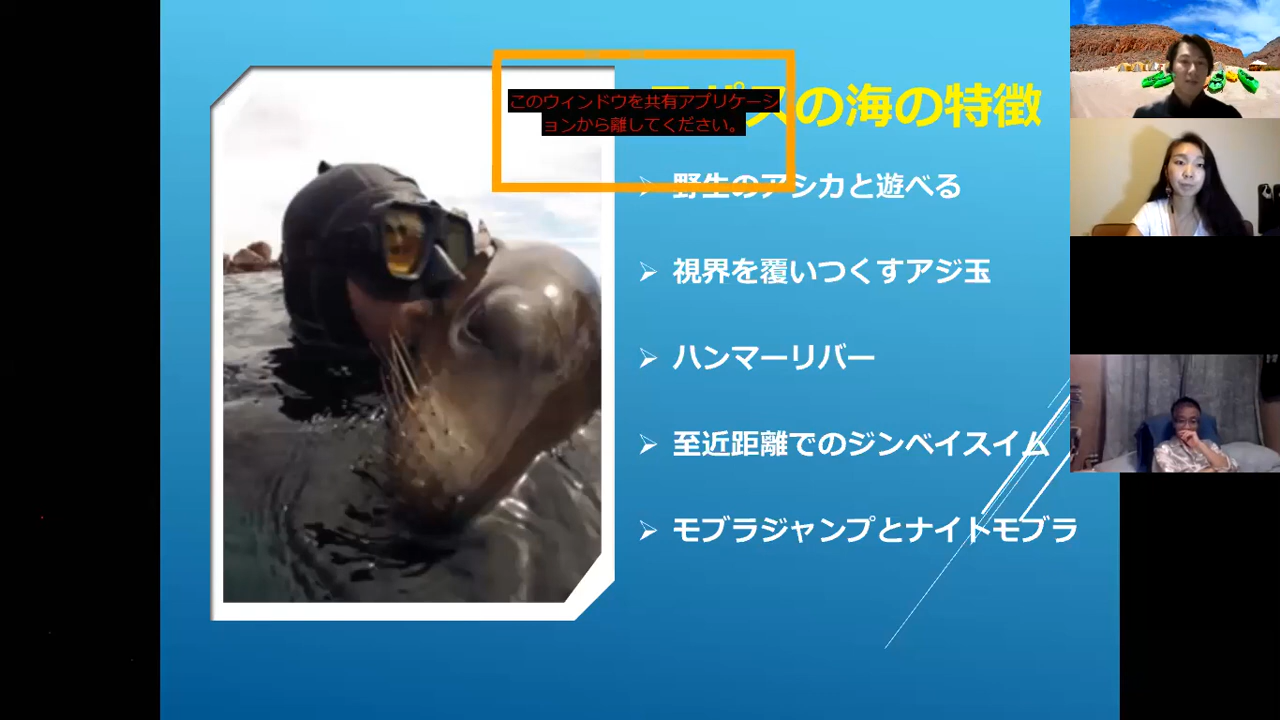 このウィンドウを共有アプリケーシ
ョンから離してください。
スの海の特徴
野生のアシカと遊べる
視界を覆いつくすアジ玉
ハンマーリバー
至近距離でのジンベイスイム
モブラジャンプとナイトモブラ